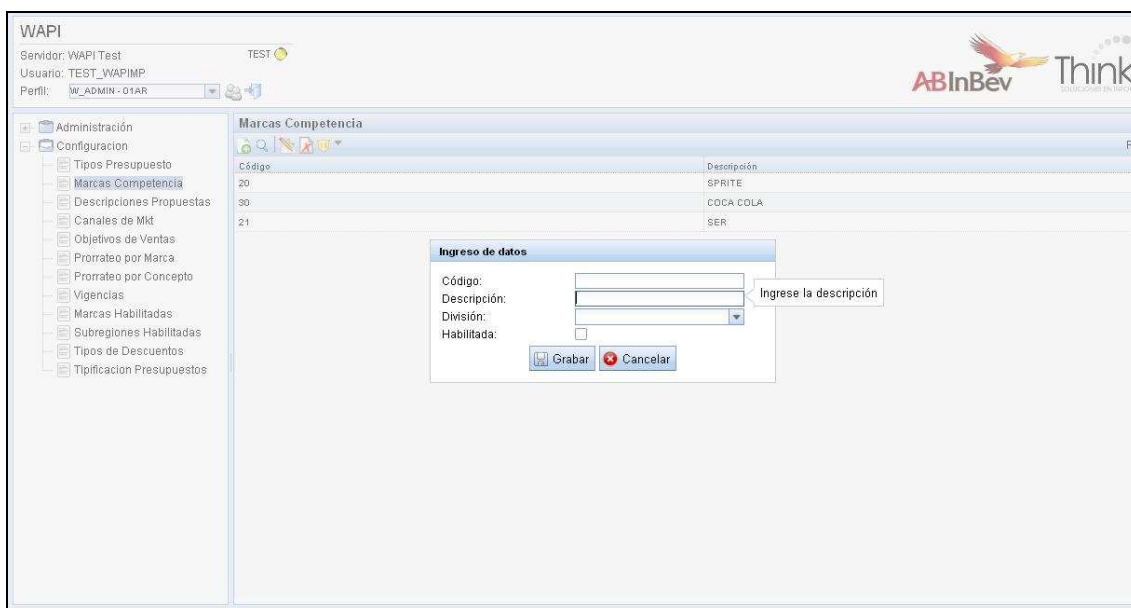 WAPI
Servidor: WAPI Test
TEST
Usuario: TEST_WAPIMP
Perfil: W_ADMIN - 01AR
ABInBev
Think
Administración
Configuracion
Tipos Presupuesto
Marcas Competencia
Descripciones Propuestas
Canales de Mkt
Objetivos de Ventas
Prorrateo por Marca
Prorrateo por Concepto
Vigencias
Marcas Habilitadas
Subregiones Habilitadas
Tipos de Descuentos
Tipificacion Presupuestos
Marcas Competencia
Código Descripción
20 SPRITE
30 COCA COLA
21 SER
Ingreso de datos
Código:
Descripción:
Ingrese la descripción
División:
Habilitada:
Grabar Cancelar